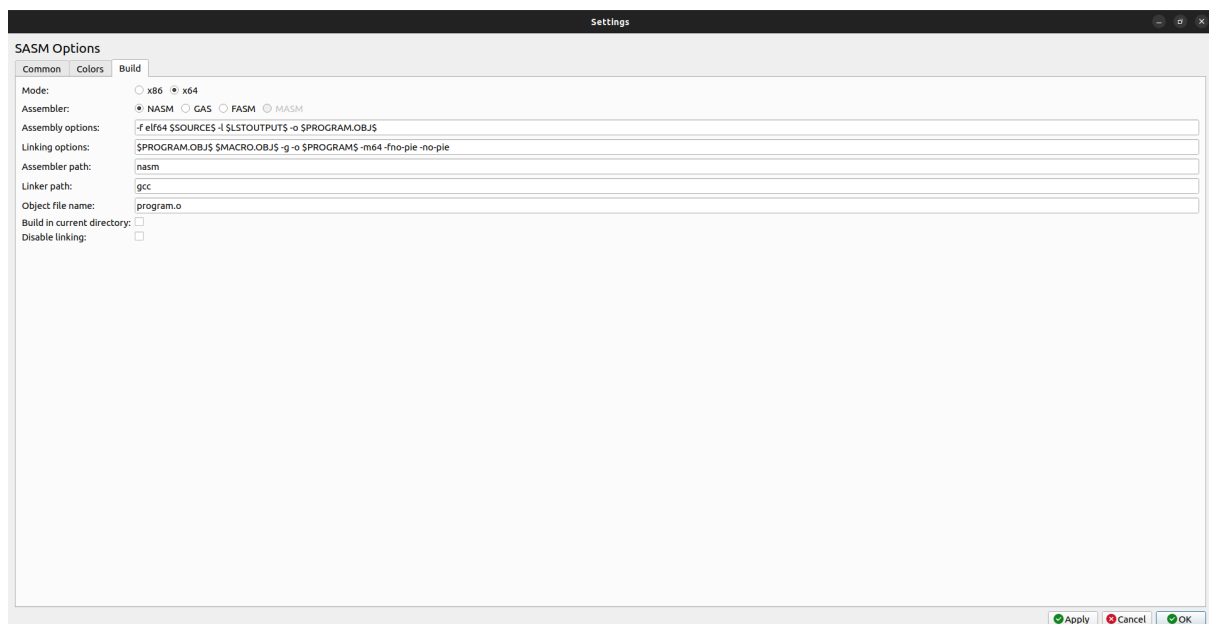 Settings
SASM Options
Common Colors Build
Mode: x86 x64
Assembler: NASM GAS FASM MASM
Assembly options: -f elf64 $SOURCE$ -l $LSTOUTPUT$ -o $PROGRAM.OBJ$
Linking options: $PROGRAM.OBJ$ $MACRO.OBJ$ -g -o $PROGRAM$ -m64 -fno-pie -no-pie
Assembler path: nasm
Linker path: gcc
Object file name: program.o
Build in current directory:
Disable linking:
Apply Cancel OK